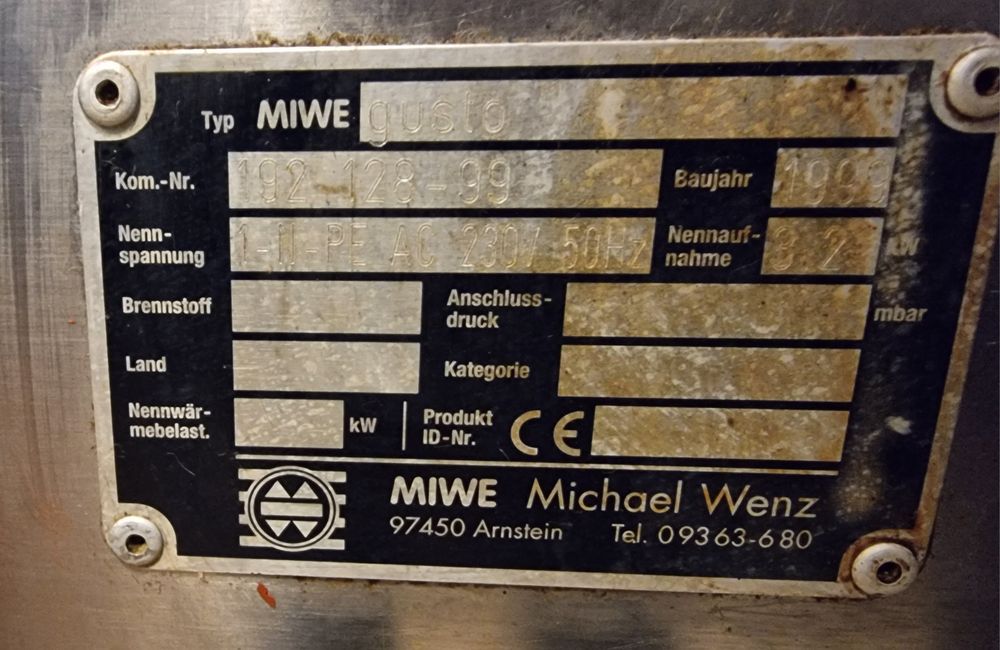 Typ MIWE gusto
Kom.-Nr. 192-128-99 Baujahr 1999
Nenn-
spannung 1-N-PE AC 230V 50Hz Nennauf-
nahme 3.2 kW
Brennstoff Anschluss-
druck mbar
Land Kategorie
Nennwär-
mebelast. kW Produkt
ID-Nr. CE
MIWE Michael Wenz
97450 Arnstein Tel. 09363-680